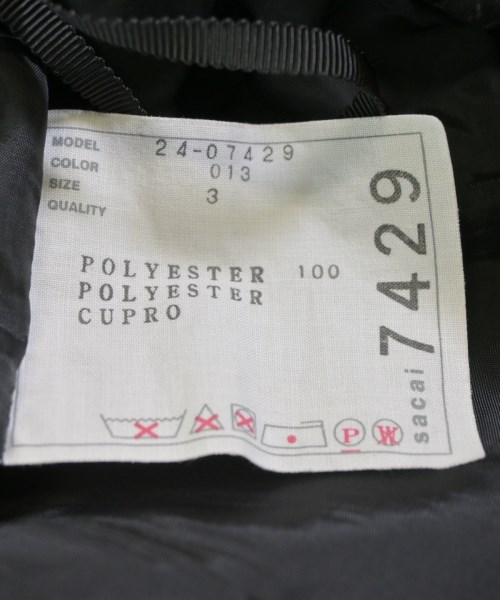 MODEL 24-07429
COLOR 013
SIZE 3
QUALITY
POLYESTER 100
POLYESTER
CUPRO
P W
sacai 7429